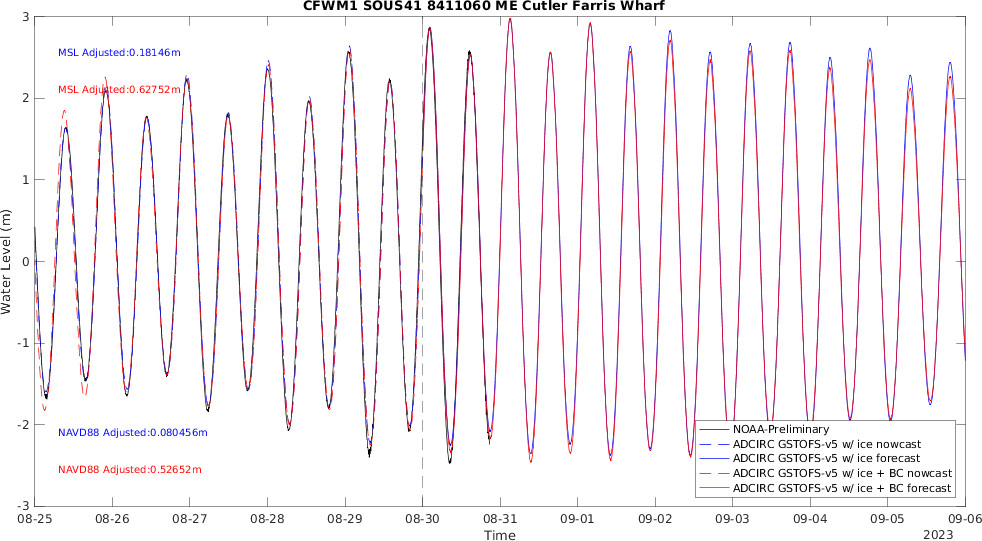 CFWM1 SOUS41 8411060 ME Cutler Farris Wharf
3
2
1
0
-1
-2
-3
Water Level (m)
MSL Adjusted:0.18146m
MSL Adjusted:0.62752m
NAVD88 Adjusted:0.080456m
NAVD88 Adjusted:0.52652m
NOAA-Preliminary
ADCIRC GSTOFS-v5 w/ ice nowcast
ADCIRC GSTOFS-v5 w/ ice forecast
ADCIRC GSTOFS-v5 w/ ice + BC nowcast
ADCIRC GSTOFS-v5 w/ ice + BC forecast
08-25 08-26 08-27 08-28 08-29 08-30 08-31 09-01 09-02 09-03 09-04 09-05 09-06
Time
2023